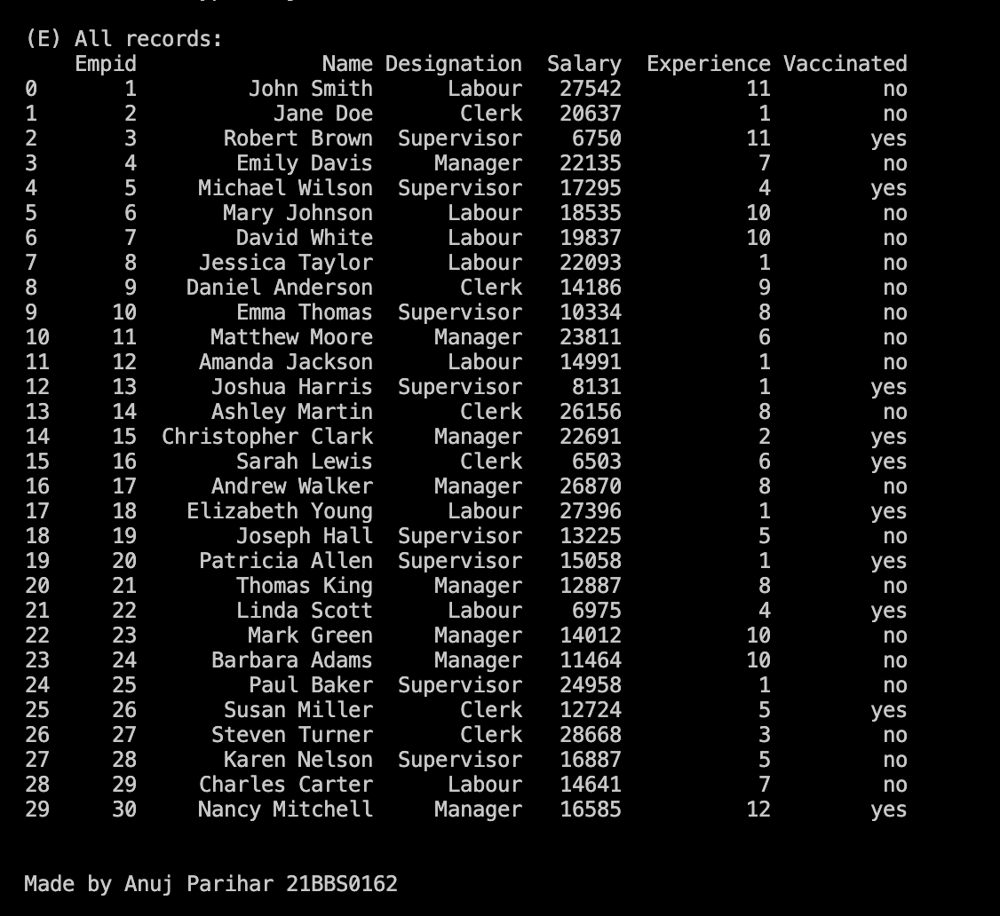 (E) All records:
    Empid               Name Designation  Salary  Experience Vaccinated
0       1         John Smith      Labour   27542          11         no
1       2           Jane Doe       Clerk   20637           1         no
2       3       Robert Brown  Supervisor    6750          11        yes
3       4        Emily Davis     Manager   22135           7         no
4       5     Michael Wilson  Supervisor   17295           4        yes
5       6       Mary Johnson      Labour   18535          10         no
6       7        David White      Labour   19837          10         no
7       8     Jessica Taylor      Labour   22093           1         no
8       9    Daniel Anderson       Clerk   14186           9         no
9      10        Emma Thomas  Supervisor   10334           8         no
10     11      Matthew Moore     Manager   23811           6         no
11     12     Amanda Jackson      Labour   14991           1         no
12     13      Joshua Harris  Supervisor    8131           1        yes
13     14      Ashley Martin       Clerk   26156           8         no
14     15  Christopher Clark     Manager   22691           2        yes
15     16        Sarah Lewis       Clerk    6503           6        yes
16     17      Andrew Walker     Manager   26870           8         no
17     18    Elizabeth Young      Labour   27396           1        yes
18     19        Joseph Hall  Supervisor   13225           5         no
19     20     Patricia Allen  Supervisor   15058           1        yes
20     21        Thomas King     Manager   12887           8         no
21     22        Linda Scott      Labour    6975           4        yes
22     23         Mark Green     Manager   14012          10         no
23     24      Barbara Adams     Manager   11464          10         no
24     25         Paul Baker  Supervisor   24958           1         no
25     26       Susan Miller       Clerk   12724           5        yes
26     27      Steven Turner       Clerk   28668           3         no
27     28       Karen Nelson  Supervisor   16887           5         no
28     29     Charles Carter      Labour   14641           7         no
29     30     Nancy Mitchell     Manager   16585          12        yes
Made by Anuj Parihar 21BBS0162